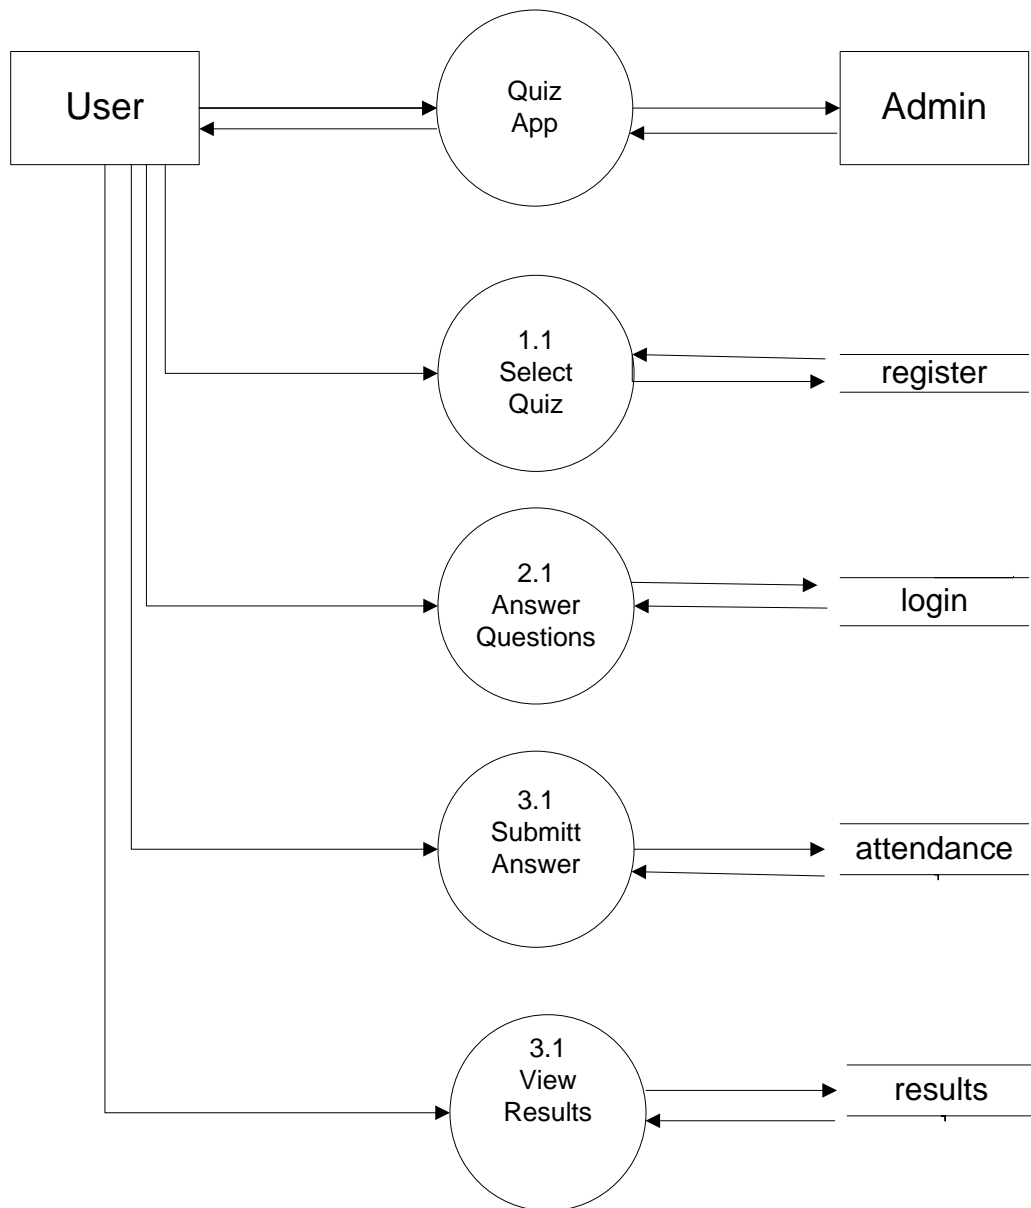 User
Quiz
App
Admin
1.1
Select
Quiz
register
2.1
Answer
Questions
login
3.1
Submitt
Answer
attendance
3.1
View
Results
results